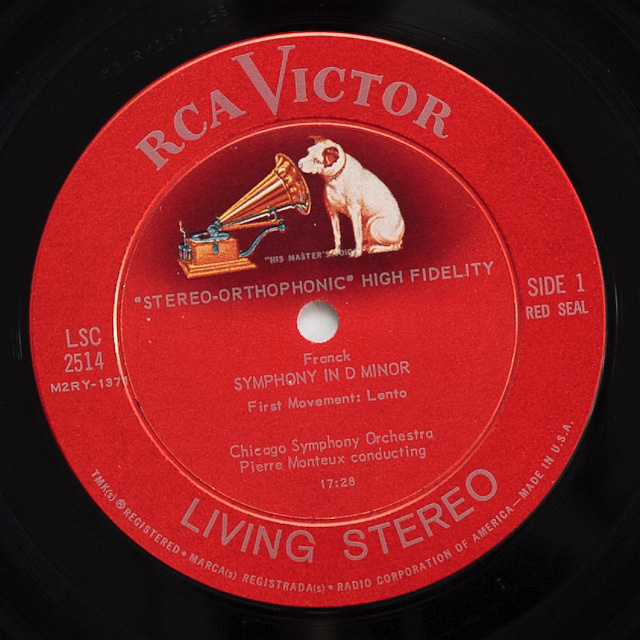 RCA VICTOR
"HIS MASTER'S VOICE"
"STEREO-ORTHOPHONIC" HIGH FIDELITY
SIDE 1
RED SEAL
LSC
2514
M2RY-137
Franck
SYMPHONY IN D MINOR
First Movement: Lento
Chicago Symphony Orchestra
Pierre Monteux conducting
17:28
LIVING STEREO
TMK(s) ® REGISTERED • MARCA(s) REGISTRADA(s) • RADIO CORPORATION OF AMERICA—MADE IN U.S.A.